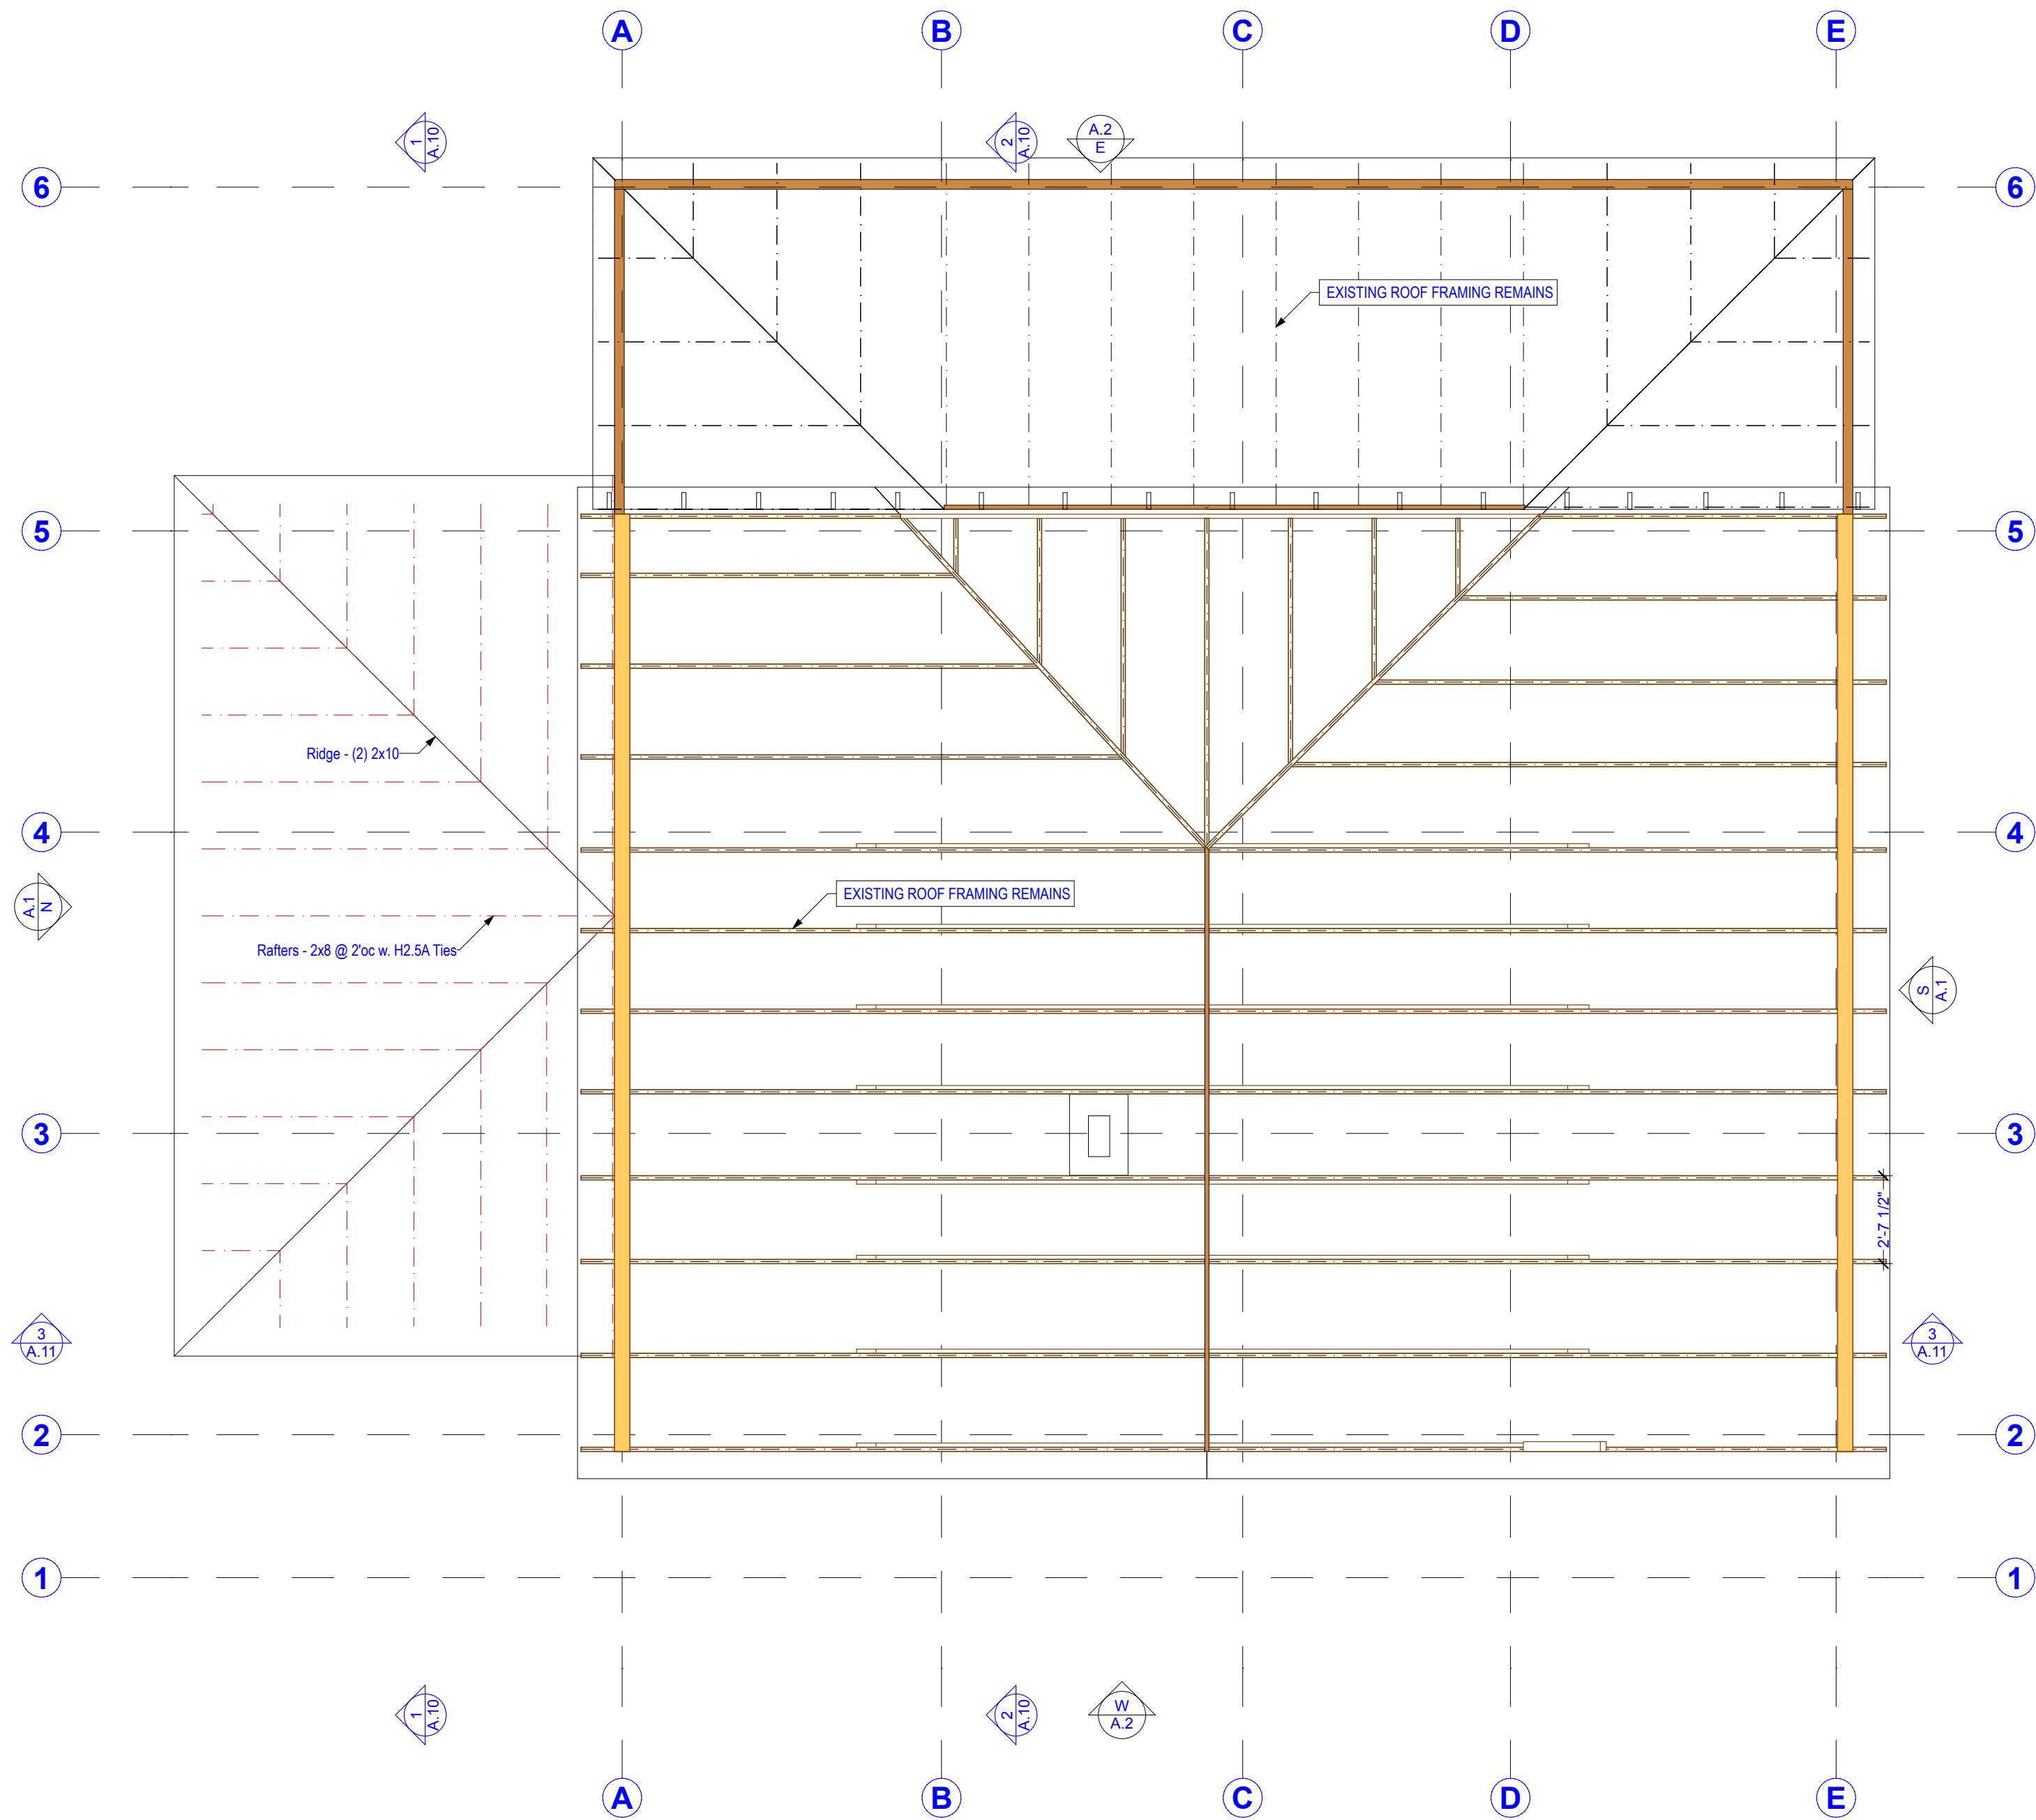 A B C D E
1 A.10
2 A.10
A.2
E
6 6
EXISTING ROOF FRAMING REMAINS
5 5
Ridge - (2) 2x10
4 4
A.1 N
EXISTING ROOF FRAMING REMAINS
Rafters - 2x8 @ 2'oc w. H2.5A Ties
S A.1
3 3
2'-7 1/2"
3
A.11
3
A.11
2 2
1 1
1 A.10
2 A.10
W
A.2
A B C D E